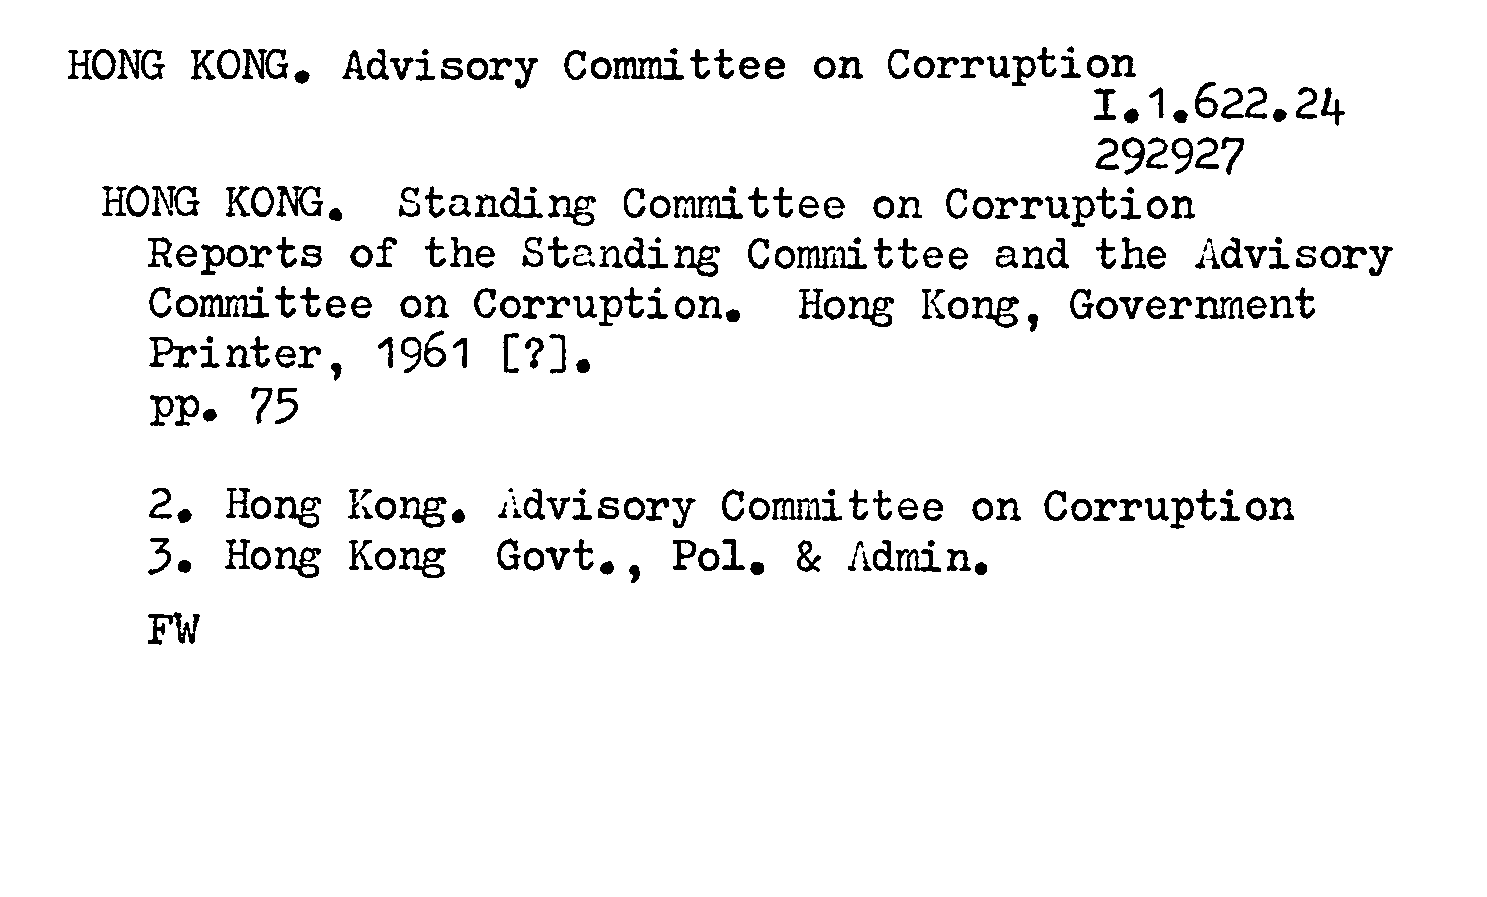 HONG KONG. Advisory Committee on Corruption
I.1.622.24
292927
HONG KONG. Standing Committee on Corruption
Reports of the Standing Committee and the Advisory
Committee on Corruption. Hong Kong, Government
Printer, 1961 [?].
pp. 75
2. Hong Kong. Advisory Committee on Corruption
3. Hong Kong Govt., Pol. & Admin.
FW